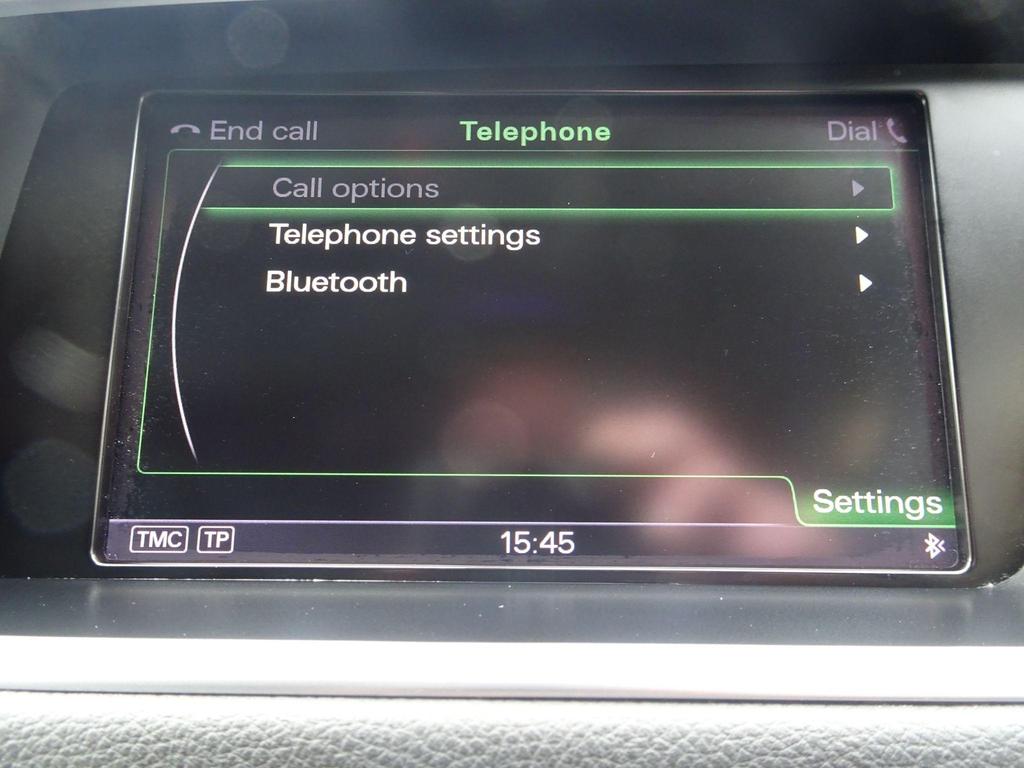 End call Telephone Dial
Call options
Telephone settings
Bluetooth
Settings
TMC TP 15:45